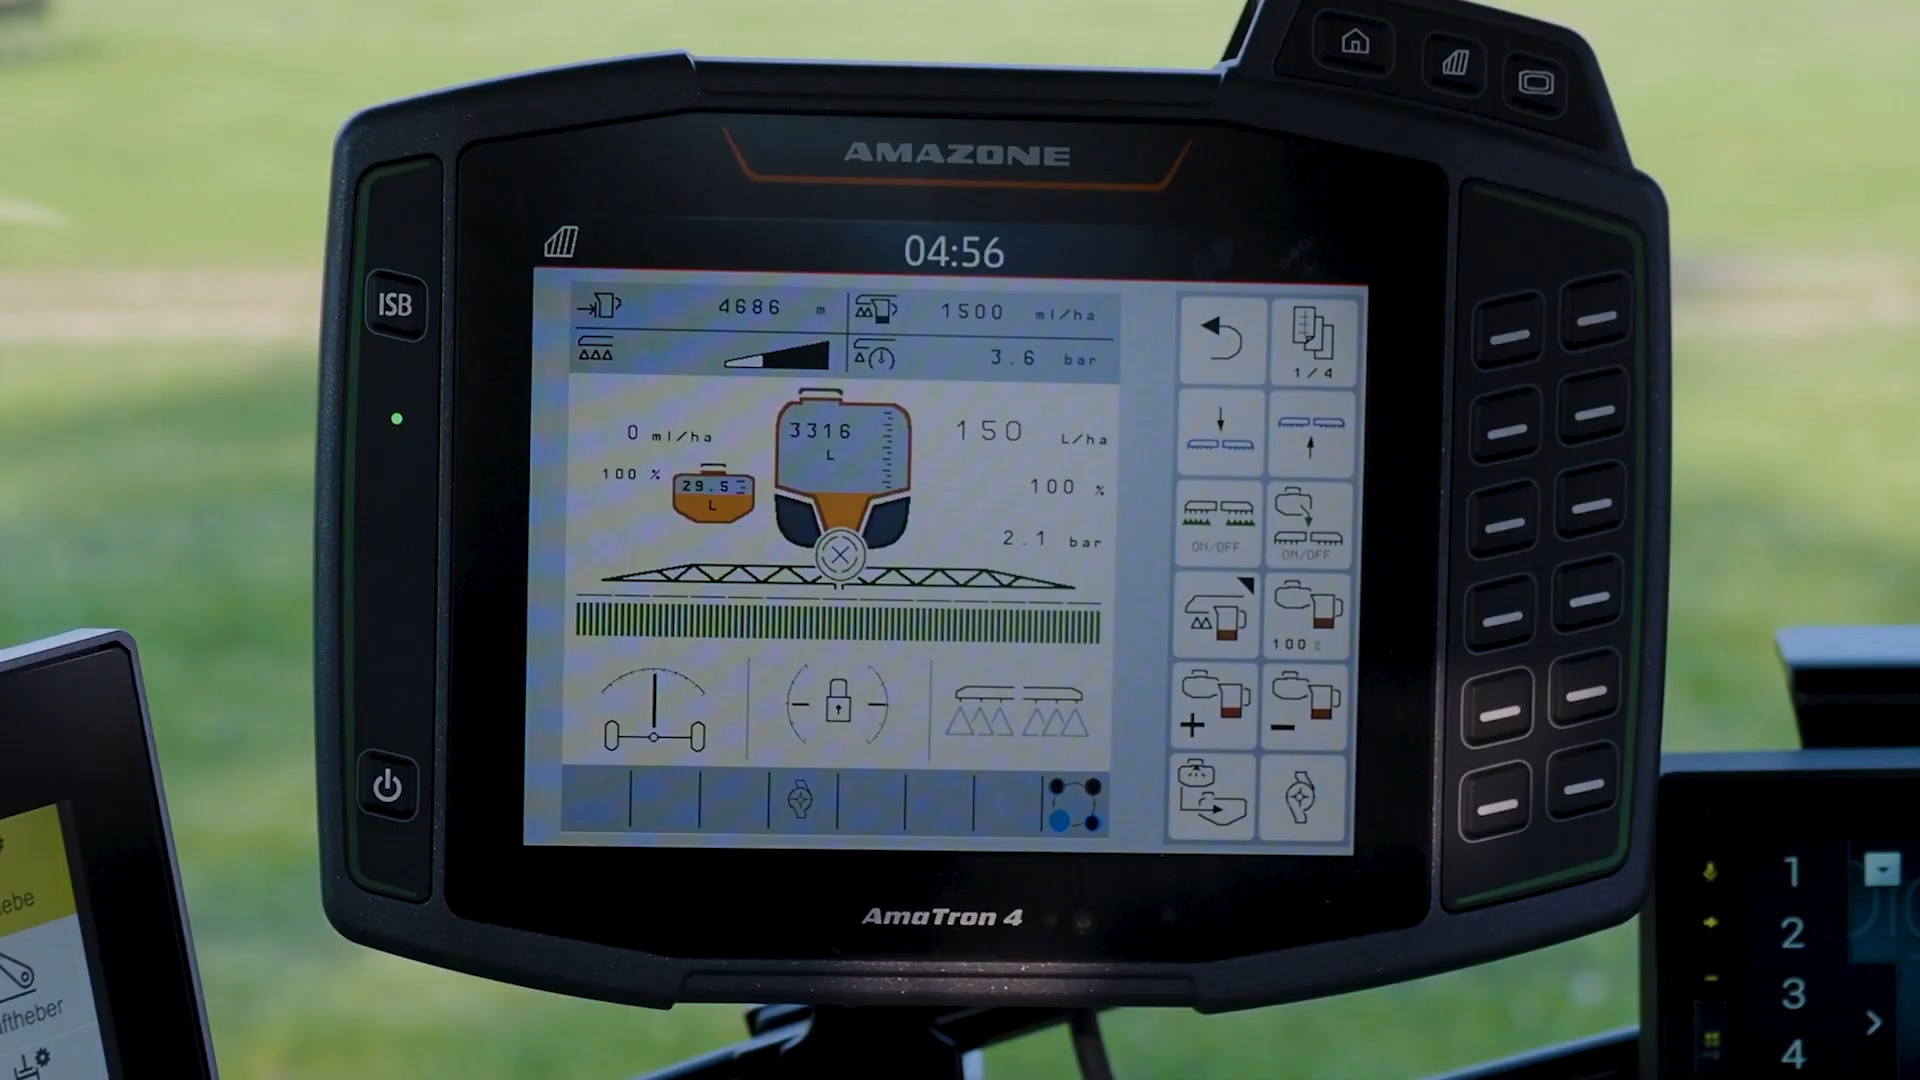 AMAZONE
04:56
ISB
4686 m
1500 ml/ha
3.6 bar
0 ml/ha
3316
L
150 L/ha
100 %
29.5
L
100 %
2.1 bar
1/4
ON/OFF
ON/OFF
100 %
AmaTron 4
ebe
ftheber
1
2
3
4